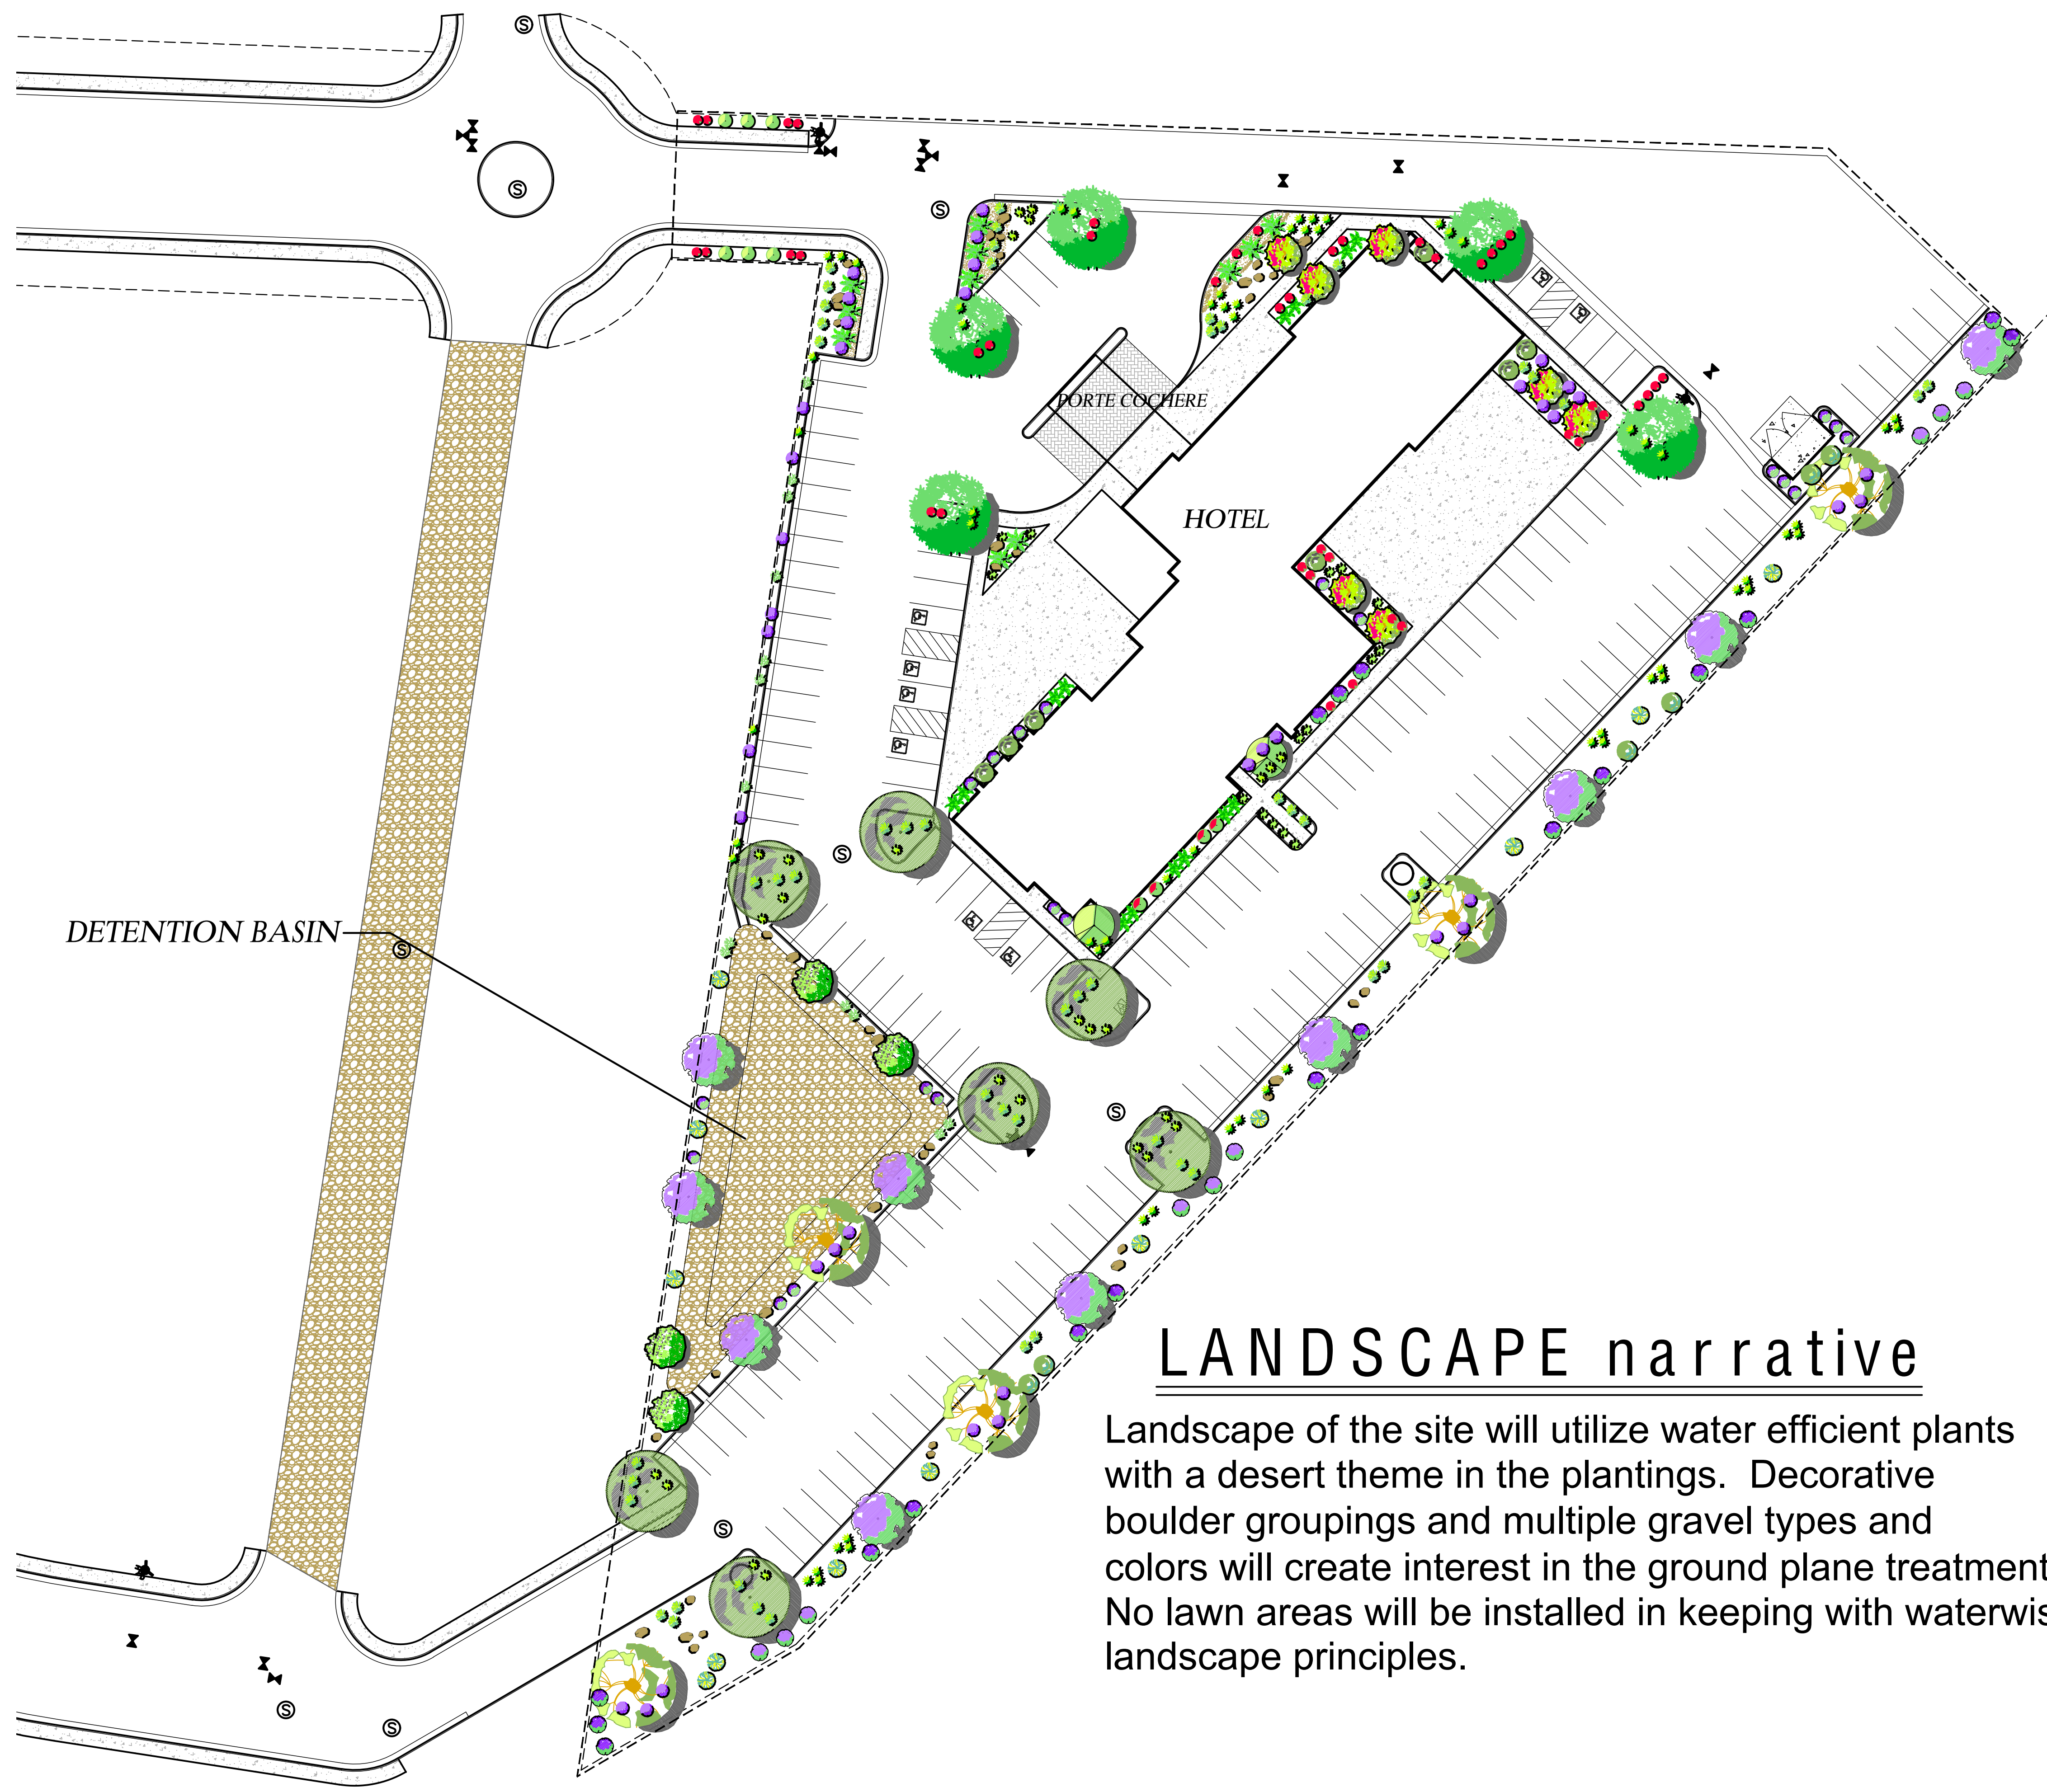 PORTE COCHERE
HOTEL
DETENTION BASIN
LANDSCAPE narrative
Landscape of the site will utilize water efficient plants
with a desert theme in the plantings. Decorative
boulder groupings and multiple gravel types and
colors will create interest in the ground plane treatment
No lawn areas will be installed in keeping with waterwis
landscape principles.
S
S
S
S
S
S
S
S
S